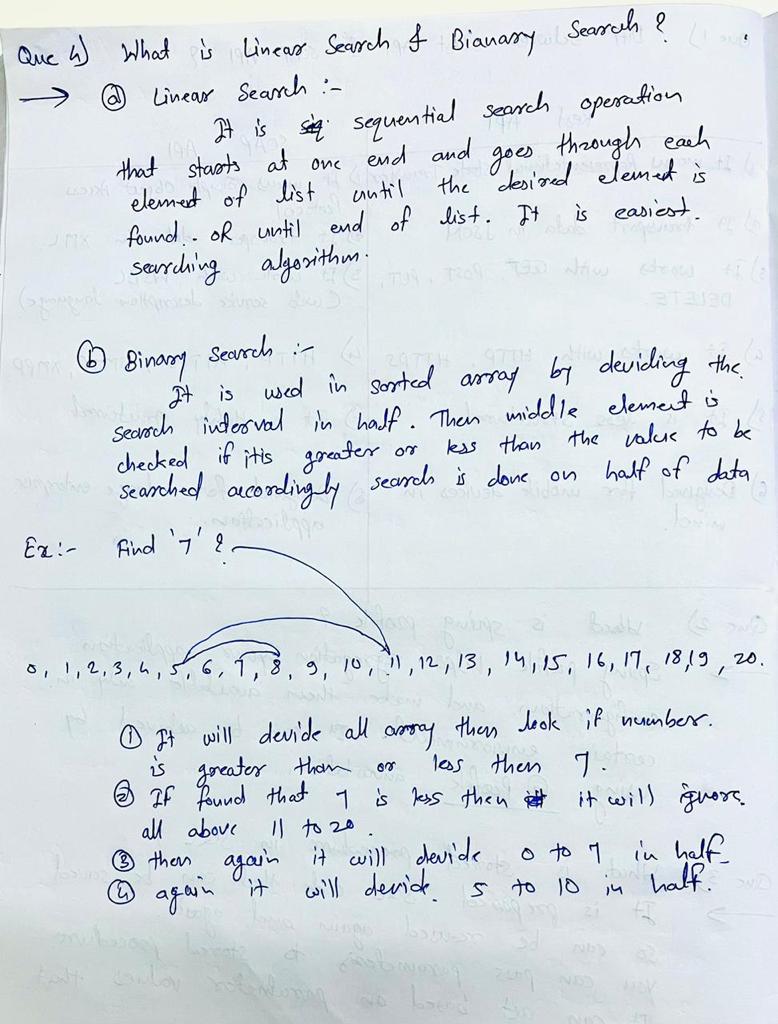 Que 4) What is Linear Search & Bianary Search ?
→ ⓐ Linear Search :-
It is sequential search operation
that starts at one end and goes through each
element of list until the desired element is
found.. OR until end of list. It is easiest.
searching algorithm.
ⓑ Binary Search :-
It is used in sorted array by deviding the.
search interval in half. Then middle element is
checked if itis greater or less than the value to be
searched accordingly search is done on half of data
Ex:- Find '7' ?
0, 1, 2, 3, 4, 5, 6, 7, 8, 9, 10, 11, 12, 13, 14, 15, 16, 17, 18, 19, 20.
① It will devide all array then look if number.
is greater than or less then 7.
② If found that 7 is less then it will ignore.
all above 11 to 20.
③ then again it will devide 0 to 7 in half.
④ again it will devide. 5 to 10 in half.